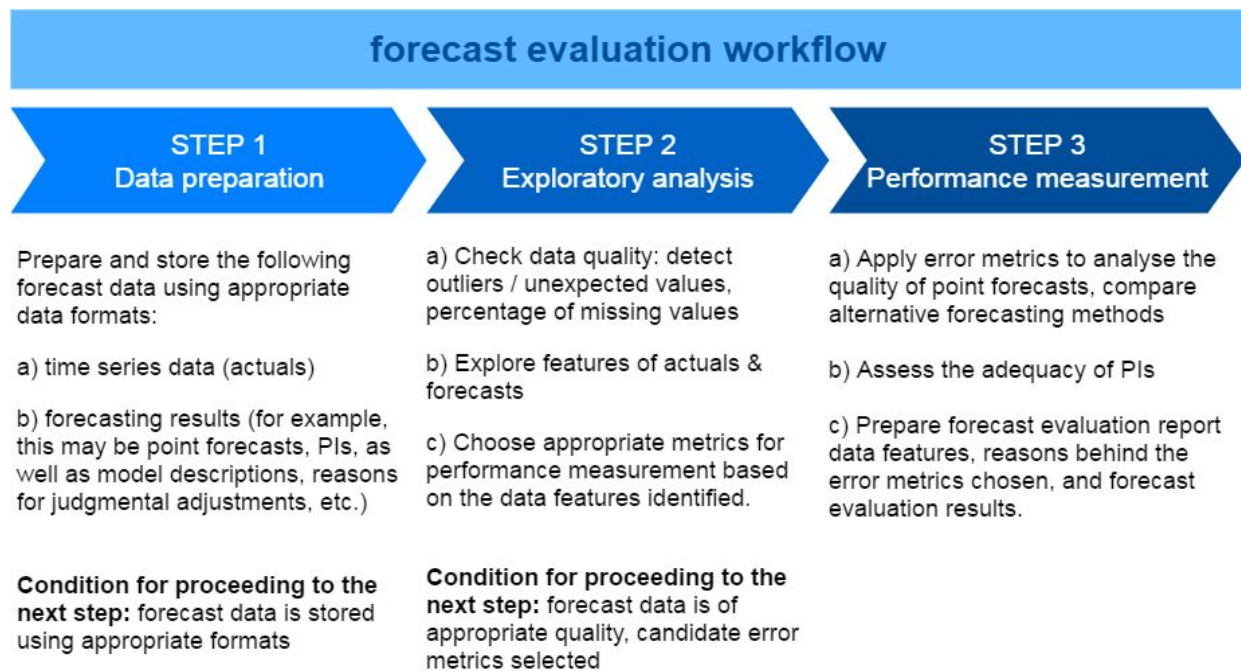 forecast evaluation workflow
STEP 1
Data preparation
STEP 2
Exploratory analysis
STEP 3
Performance measurement
Prepare and store the following
forecast data using appropriate
data formats:
a) time series data (actuals)
b) forecasting results (for example,
this may be point forecasts, PIs, as
well as model descriptions, reasons
for judgmental adjustments, etc.)
Condition for proceeding to the
next step: forecast data is stored
using appropriate formats
a) Check data quality: detect
outliers / unexpected values,
percentage of missing values
b) Explore features of actuals &
forecasts
c) Choose appropriate metrics for
performance measurement based
on the data features identified.
Condition for proceeding to the
next step: forecast data is of
appropriate quality, candidate error
metrics selected
a) Apply error metrics to analyse the
quality of point forecasts, compare
alternative forecasting methods
b) Assess the adequacy of PIs
c) Prepare forecast evaluation report
data features, reasons behind the
error metrics chosen, and forecast
evaluation results.